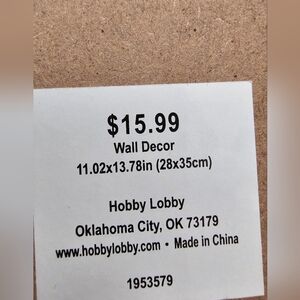 $15.99
Wall Decor
11.02x13.78in (28x35cm)
Hobby Lobby
Oklahoma City, OK 73179
www.hobbylobby.com • Made in China
1953579